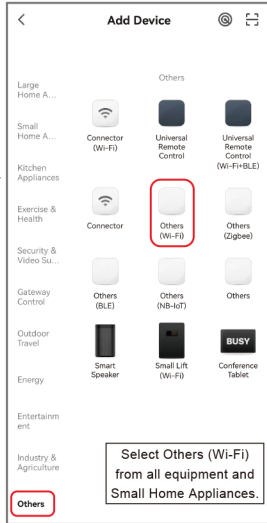 Add Device
Large
Home A...
Small
Home A...
Kitchen
Appliances
Exercise &
Health
Security &
Video Su...
Gateway
Control
Outdoor
Travel
Energy
Entertainm
ent
Industry &
Agriculture
Others
Others
Connector
(Wi-Fi)
Universal
Remote
Control
Universal
Remote
Control
(Wi-Fi+BLE)
Connector
Others
(Wi-Fi)
Others
(Zigbee)
Others
(BLE)
Others
(NB-IoT)
Others
BUSY
Smart
Speaker
Small Lift
(Wi-Fi)
Conference
Tablet
Select Others (Wi-Fi)
from all equipment and
Small Home Appliances.